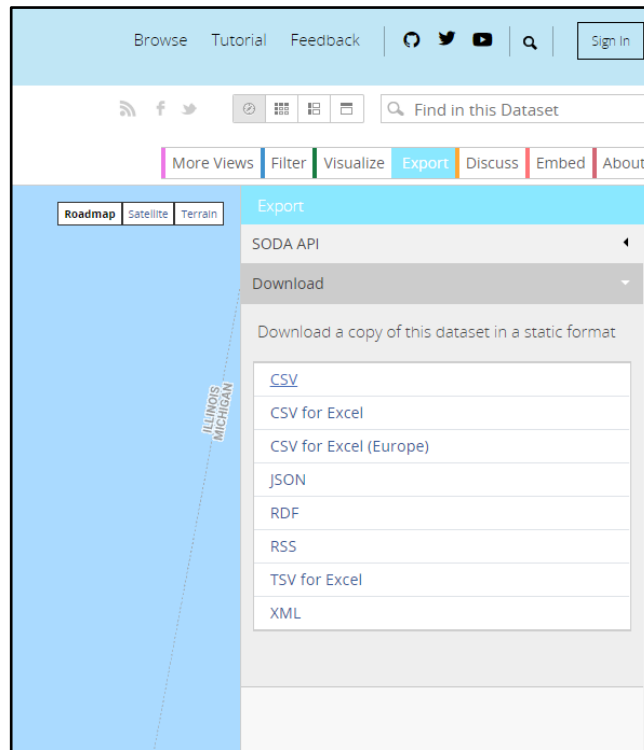 Browse Tutorial Feedback Sign In
Find in this Dataset
More Views Filter Visualize Export Discuss Embed About
Roadmap Satellite Terrain
Export
SODA API
Download
Download a copy of this dataset in a static format
CSV
CSV for Excel
CSV for Excel (Europe)
JSON
RDF
RSS
TSV for Excel
XML
ILLINOIS
MICHIGAN